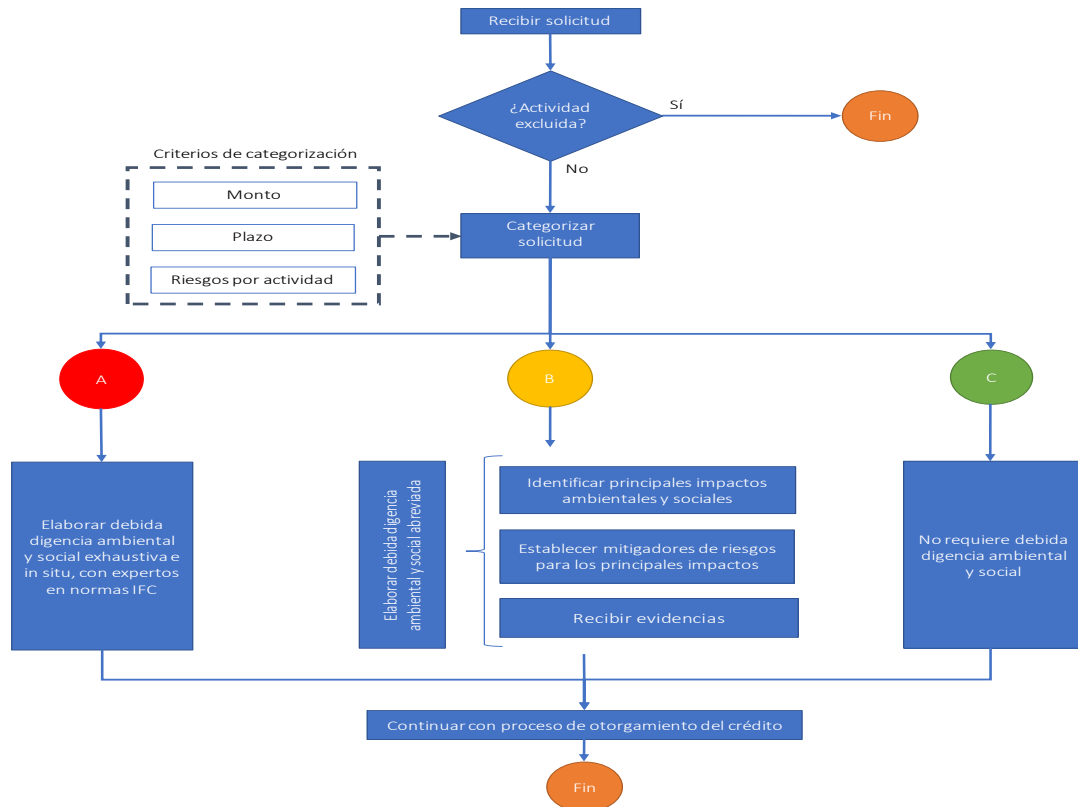 Recibir solicitud
¿Actividad
excluida?
Sí
Fin
No
Criterios de categorización
Monto
Plazo
Riesgos por actividad
Categorizar
solicitud
A
B
C
Elaborar debida
digencia ambiental
y social exhaustiva e
in situ, con expertos
en normas IFC
Elaborar debida digencia
ambiental y social abreviada
Identificar principales impactos
ambientales y sociales
Establecer mitigadores de riesgos
para los principales impactos
Recibir evidencias
No requiere debida
digencia ambiental
y social
Continuar con proceso de otorgamiento del crédito
Fin